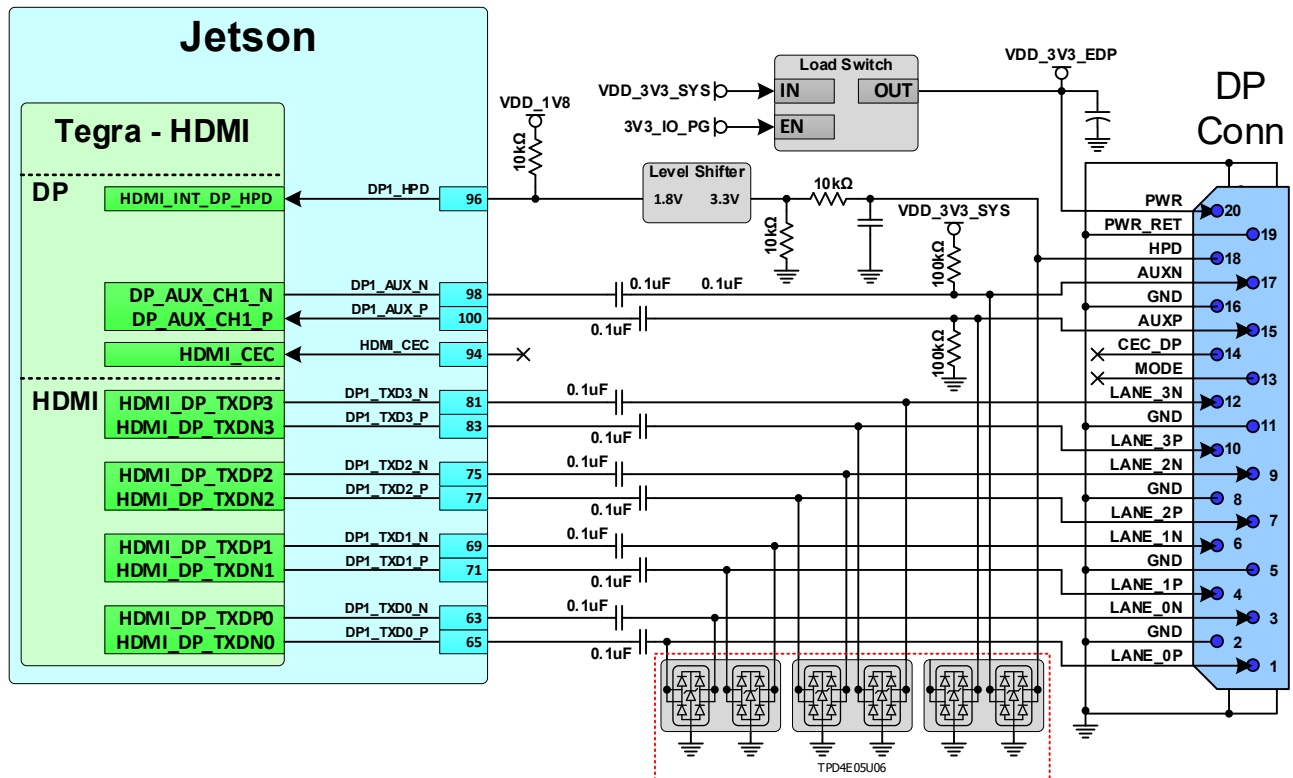 Jetson
Tegra - HDMI
DP
HDMI_INT_DP_HPD
DP1_HPD
96
DP_AUX_CH1_N
DP1_AUX_N
98
DP_AUX_CH1_P
DP1_AUX_P
100
HDMI_CEC
HDMI_CEC
94
HDMI
HDMI_DP_TXDP3
DP1_TXD3_N
81
HDMI_DP_TXDN3
DP1_TXD3_P
83
HDMI_DP_TXDP2
DP1_TXD2_N
75
HDMI_DP_TXDN2
DP1_TXD2_P
77
HDMI_DP_TXDP1
DP1_TXD1_N
69
HDMI_DP_TXDN1
DP1_TXD1_P
71
HDMI_DP_TXDP0
DP1_TXD0_N
63
HDMI_DP_TXDN0
DP1_TXD0_P
65
VDD_1V8
10kΩ
Load Switch
VDD_3V3_SYS
IN
OUT
3V3_IO_PG
EN
VDD_3V3_EDP
Level Shifter
1.8V
3.3V
10kΩ
10kΩ
VDD_3V3_SYS
100kΩ
0.1uF
0.1uF
0.1uF
100kΩ
0.1uF
0.1uF
0.1uF
0.1uF
0.1uF
0.1uF
0.1uF
0.1uF
TPD4E05U06
DP
Conn
PWR
20
PWR_RET
19
HPD
18
AUXN
17
GND
16
AUXP
15
CEC_DP
14
MODE
13
LANE_3N
12
GND
11
LANE_3P
10
LANE_2N
9
GND
8
LANE_2P
7
LANE_1N
6
GND
5
LANE_1P
4
LANE_0N
3
GND
2
LANE_0P
1